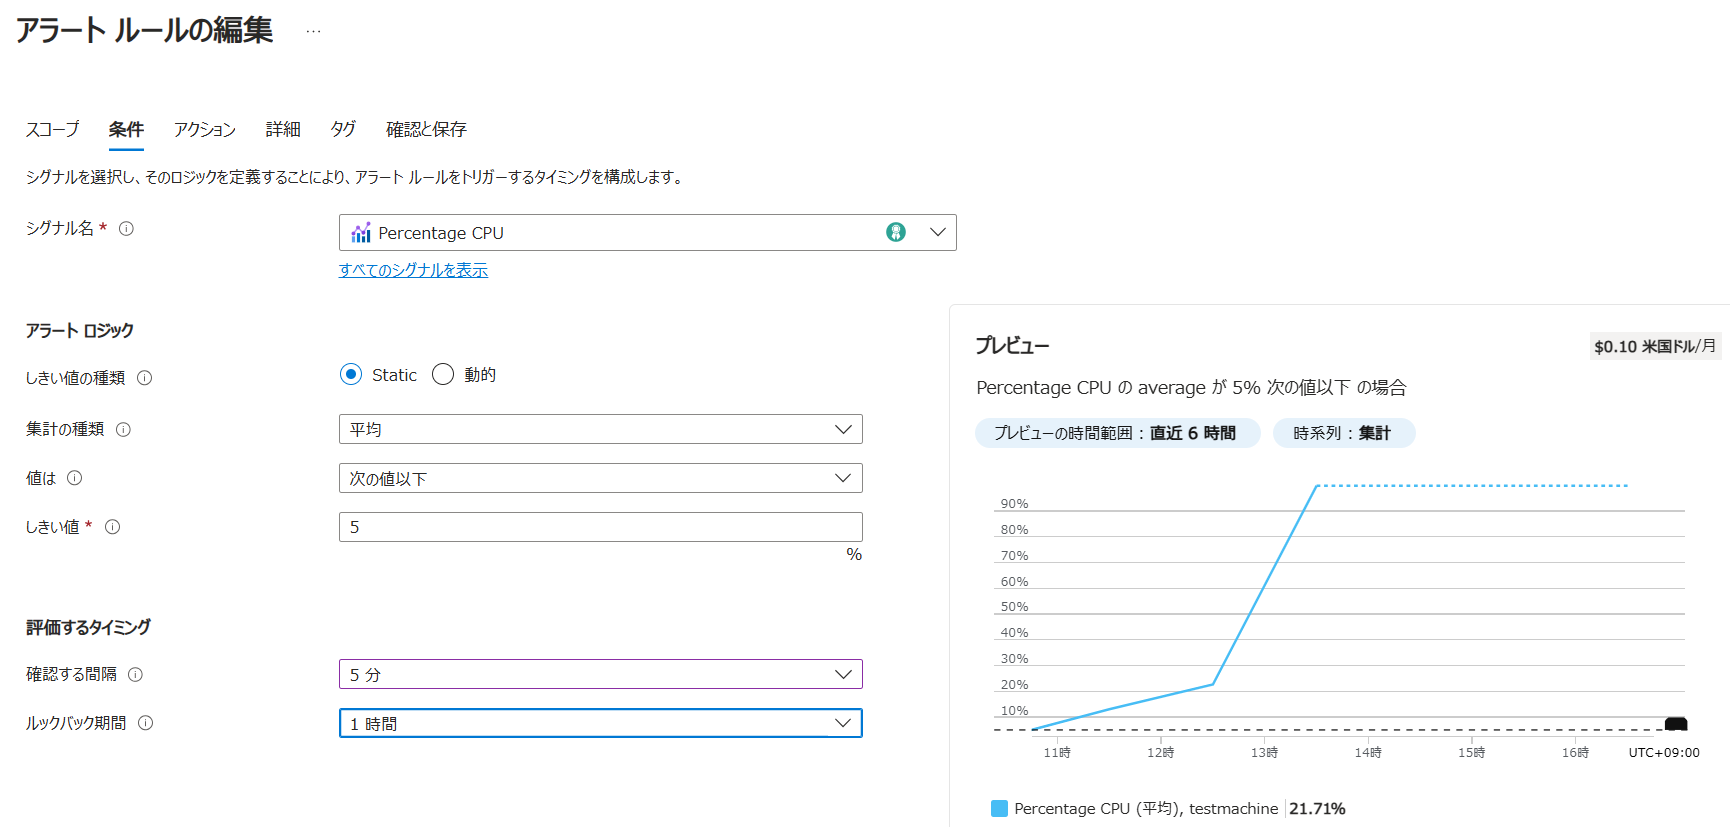 アラート ルールの編集 …
スコープ 条件 アクション 詳細 タグ 確認と保存
シグナルを選択し、そのロジックを定義することにより、アラート ルールをトリガーするタイミングを構成します。
シグナル名 *
Percentage CPU
すべてのシグナルを表示
アラート ロジック
しきい値の種類
Static 動的
集計の種類
平均
値は
次の値以下
しきい値 *
5
%
評価するタイミング
確認する間隔
5 分
ルックバック期間
1 時間
プレビュー
$0.10 米国ドル/月
Percentage CPU の average が 5% 次の値以下 の場合
プレビューの時間範囲 : 直近 6 時間
時系列 : 集計
90%
80%
70%
60%
50%
40%
30%
20%
10%
11時 12時 13時 14時 15時 16時 UTC+09:00
Percentage CPU (平均), testmachine 21.71%